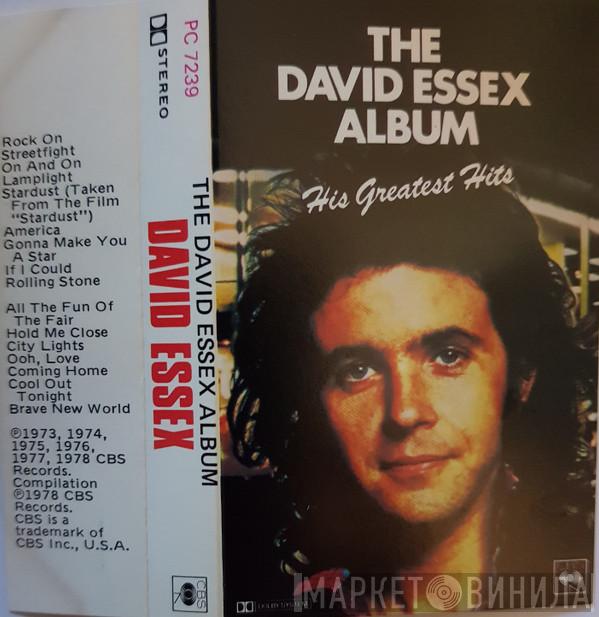 Rock On
Streetfight
On And On
Lamplight
Stardust (Taken
From The Film
"Stardust")
America
Gonna Make You
A Star
If I Could
Rolling Stone
All The Fun Of
The Fair
Hold Me Close
City Lights
Ooh, Love
Coming Home
Cool Out
Tonight
Brave New World
℗1973, 1974,
1975, 1976,
1977, 1978 CBS
Records.
Compilation
℗1978 CBS
Records.
CBS is a
trademark of
CBS Inc., U.S.A.
PC 7239
STEREO
THE DAVID ESSEX ALBUM
DAVID ESSEX
CBS
THE
DAVID ESSEX
ALBUM
His Greatest Hits
DOLBY SYSTEM
МАРКЕТ ВИНИЛА